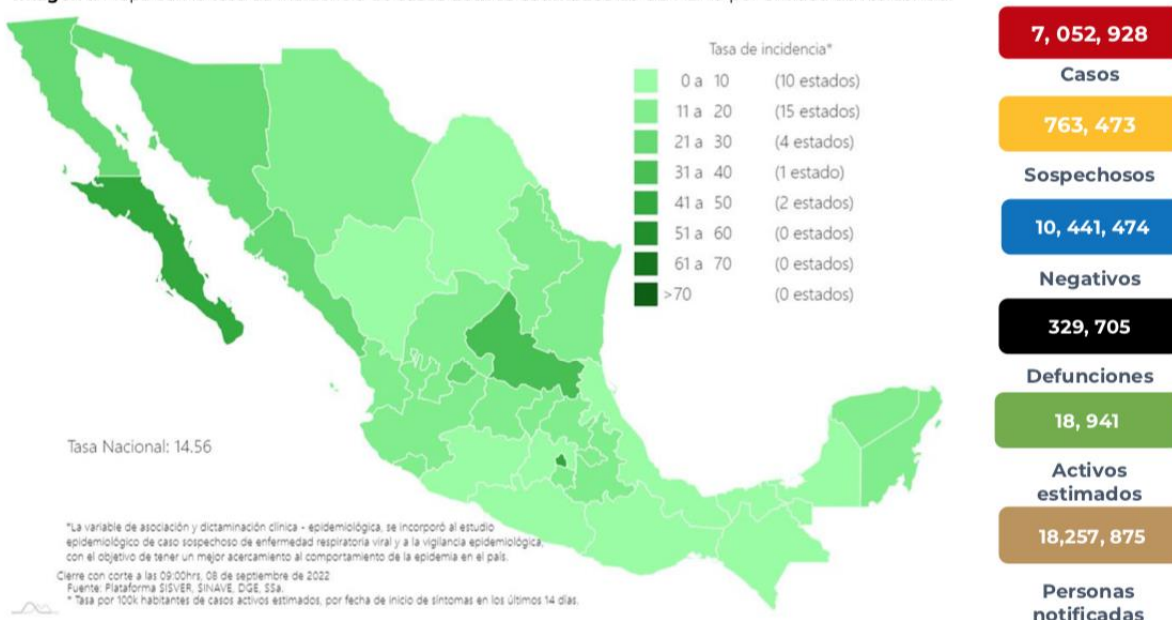 Tasa de incidencia*
0 a 10 (10 estados)
11 a 20 (15 estados)
21 a 30 (4 estados)
31 a 40 (1 estado)
41 a 50 (2 estados)
51 a 60 (0 estados)
61 a 70 (0 estados)
>70 (0 estados)
Tasa Nacional: 14.56
*La variable de asociación y dictaminación clínica - epidemiológica, se incorporó al estudio
epidemiológico de caso sospechoso de enfermedad respiratoria viral y a la vigilancia epidemiológica,
con el objetivo de tener un mejor acercamiento al comportamiento de la epidemia en el país.
Cierre con corte a las 09:00hrs, 08 de septiembre de 2022
Fuente: Plataforma SISVER, SINAVE, DGE, SSa.
* Tasa por 100k habitantes de casos activos estimados, por fecha de inicio de síntomas en los últimos 14 días.
7, 052, 928
Casos
763, 473
Sospechosos
10, 441, 474
Negativos
329, 705
Defunciones
18, 941
Activos
estimados
18,257, 875
Personas
notificadas